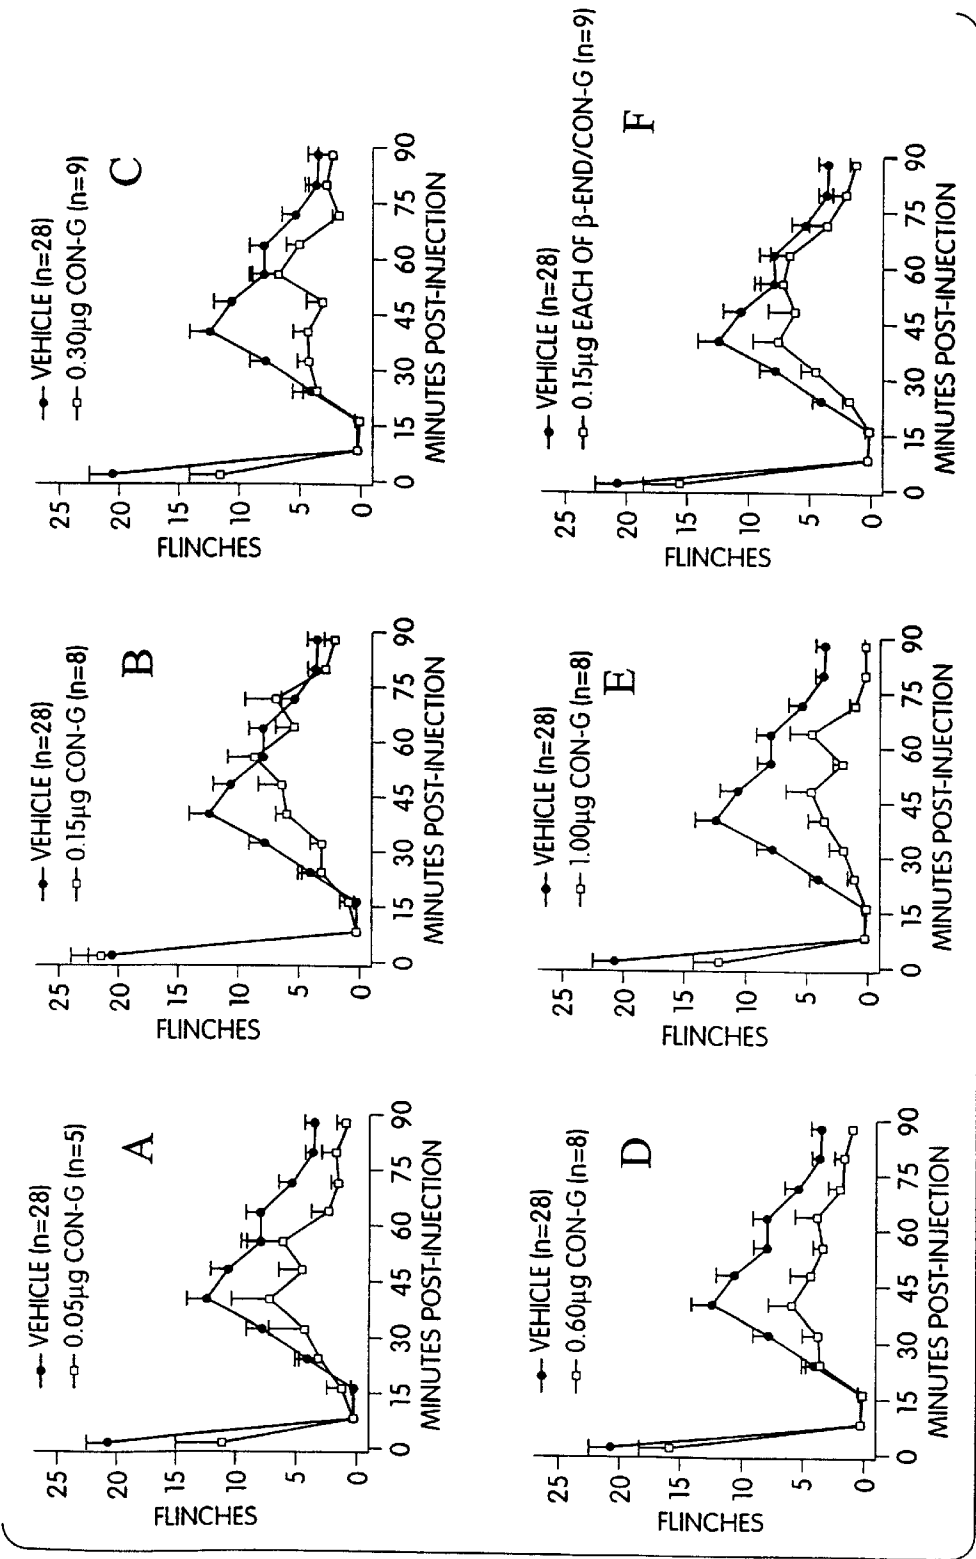 VEHICLE (n=28)
0.05µg CON-G (n=5)
A
FLINCHES
25
20
15
10
5
0
0 15 30 45 60 75 90
MINUTES POST-INJECTION
VEHICLE (n=28)
0.15µg CON-G (n=8)
B
FLINCHES
25
20
15
10
5
0
0 15 30 45 60 75 90
MINUTES POST-INJECTION
VEHICLE (n=28)
0.30µg CON-G (n=9)
C
FLINCHES
25
20
15
10
5
0
0 15 30 45 60 75 90
MINUTES POST-INJECTION
VEHICLE (n=28)
0.60µg CON-G (n=8)
D
FLINCHES
25
20
15
10
5
0
0 15 30 45 60 75 90
MINUTES POST-INJECTION
VEHICLE (n=28)
1.00µg CON-G (n=8)
E
FLINCHES
25
20
15
10
5
0
0 15 30 45 60 75 90
MINUTES POST-INJECTION
VEHICLE (n=28)
0.15µg EACH OF β-END/CON-G (n=9)
F
FLINCHES
25
20
15
10
5
0
0 15 30 45 60 75 90
MINUTES POST-INJECTION